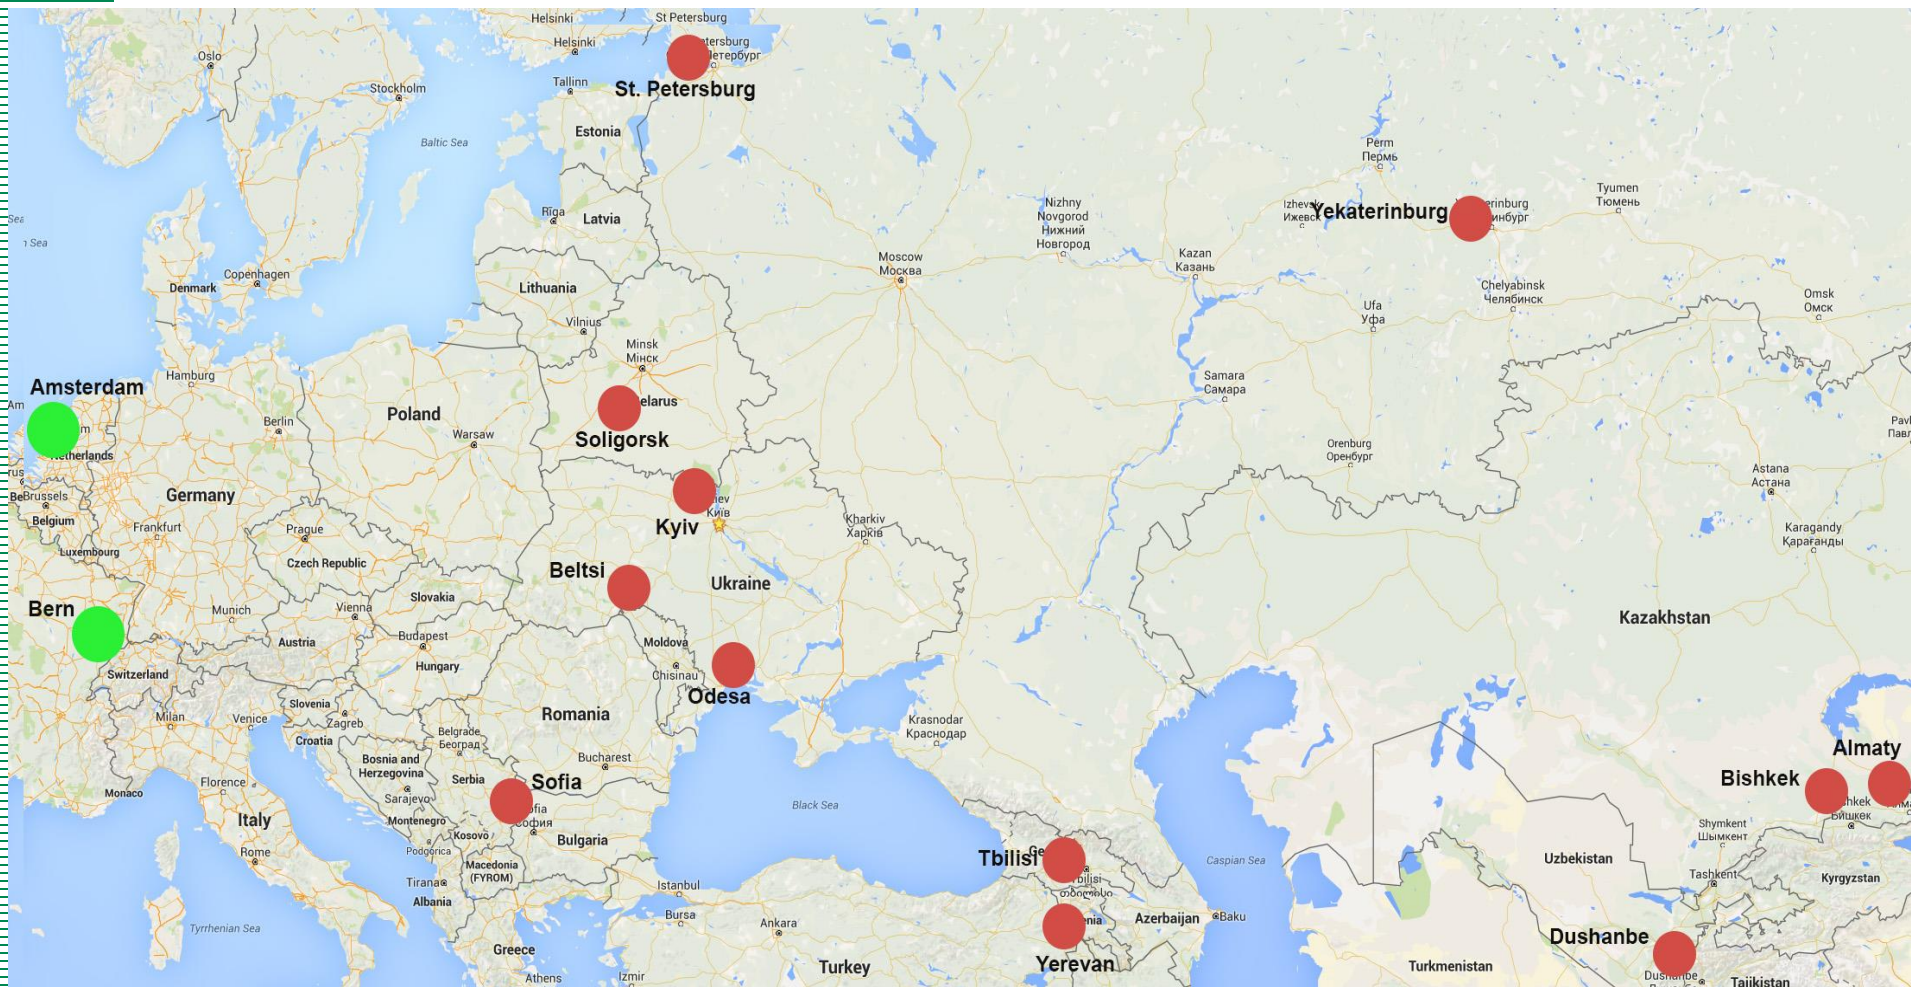 Helsinki
St Petersburg
Oslo
Helsinki
St. Petersburg
Tallinn
Stockholm
Estonia
Baltic Sea
Perm
Пермь
Tyumen
Тюмень
Yekaterinburg
Rīga
Latvia
Nizhny
Novgorod
Нижний
Новгород
Sea
Moscow
Москва
Kazan
Казань
Copenhagen
Denmark
Lithuania
Chelyabinsk
Челябинск
Omsk
Омск
Ufa
Уфа
Vilnius
Minsk
Мінск
Hamburg
Amsterdam
Samara
Самара
Berlin
Poland
Warsaw
Soligorsk
Orenburg
Оренбург
Astana
Астана
Brussels
Germany
Belgium
Frankfurt
Prague
Kyiv
Київ
Kharkiv
Харків
Karagandy
Қарағанды
Luxembourg
Czech Republic
Beltsi
Ukraine
Slovakia
Bern
Munich
Vienna
Kazakhstan
Austria
Budapest
Hungary
Moldova
Chisinau
Switzerland
Odesa
Slovenia
Zagreb
Milan
Venice
Croatia
Romania
Belgrade
Београд
Krasnodar
Краснодар
Almaty
Bosnia and
Herzegovina
Bucharest
Serbia
Sofia
София
Bishkek
Бишкек
Florence
Monaco
Sarajevo
Montenegro
Kosovo
Bulgaria
Italy
Black Sea
Shymkent
Шымкент
Podgorica
Rome
Macedonia
(FYROM)
Tbilisi
Caspian Sea
Uzbekistan
Tashkent
Kyrgyzstan
Tirana
Albania
Istanbul
Bursa
Ankara
Azerbaijan
Baku
Tyrrhenian Sea
Greece
Athens
Izmir
Turkey
Yerevan
Dushanbe
Turkmenistan
Tajikistan